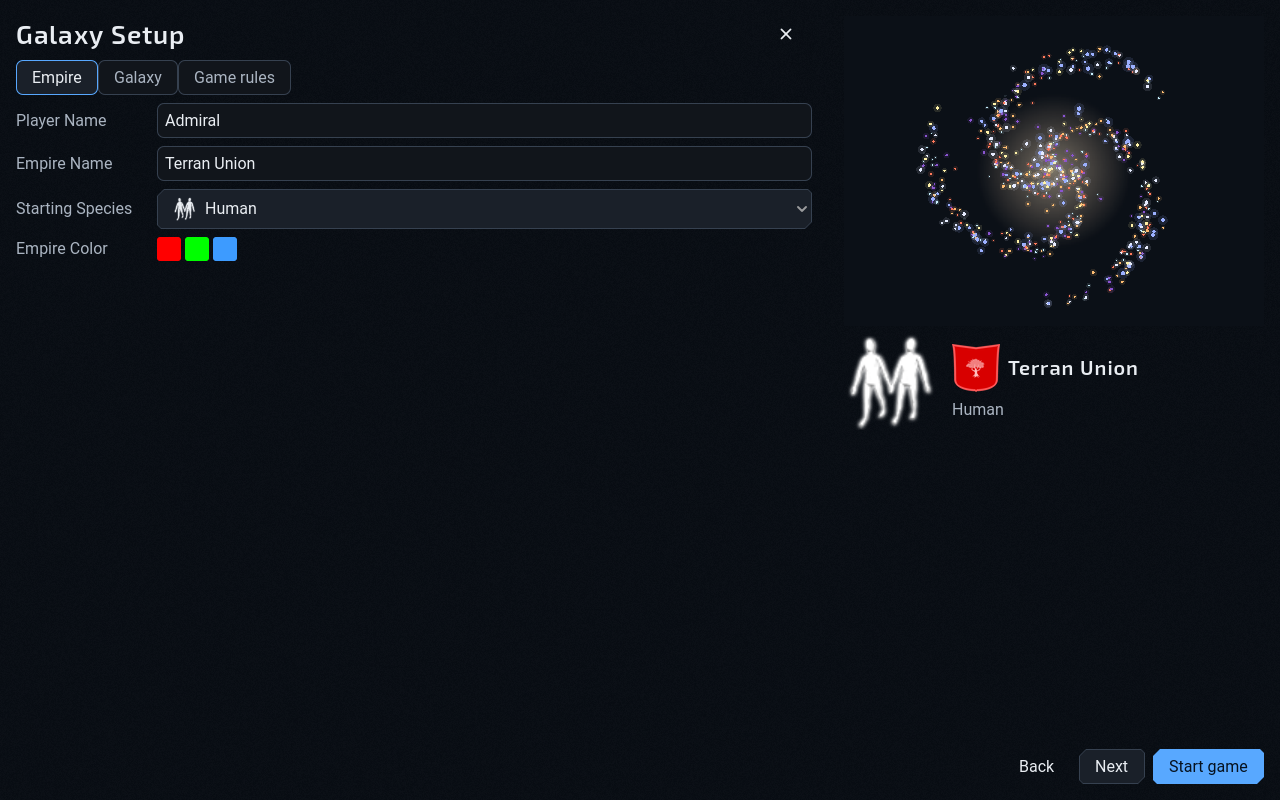 Galaxy Setup
Empire
Galaxy
Game rules
Player Name
Admiral
Empire Name
Terran Union
Starting Species
Human
Empire Color
Terran Union
Human
Back
Next
Start game